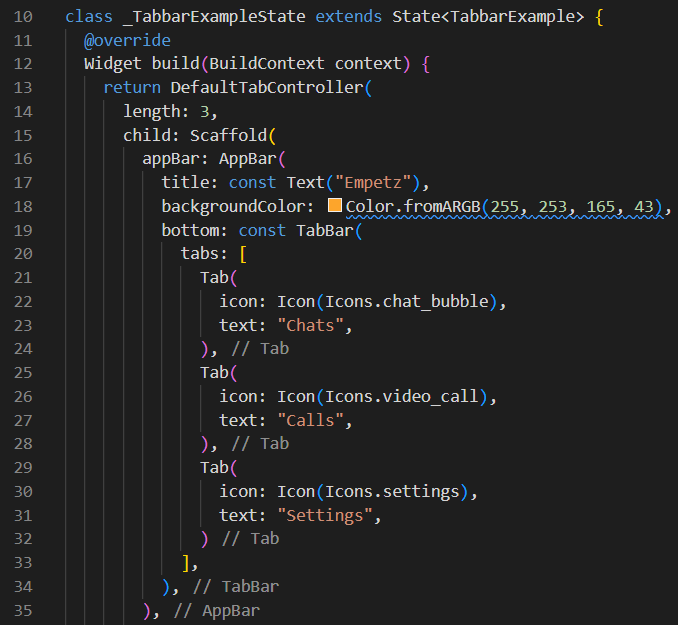 10 class _TabbarExampleState extends State<TabbarExample> {
11 @override
12 Widget build(BuildContext context) {
13 return DefaultTabController(
14 length: 3,
15 child: Scaffold(
16 appBar: AppBar(
17 title: const Text("Empetz"),
18 backgroundColor: Color.fromARGB(255, 253, 165, 43),
19 bottom: const TabBar(
20 tabs: [
21 Tab(
22 icon: Icon(Icons.chat_bubble),
23 text: "Chats",
24 ), // Tab
25 Tab(
26 icon: Icon(Icons.video_call),
27 text: "Calls",
28 ), // Tab
29 Tab(
30 icon: Icon(Icons.settings),
31 text: "Settings",
32 ) // Tab
33 ],
34 ), // TabBar
35 ), // AppBar